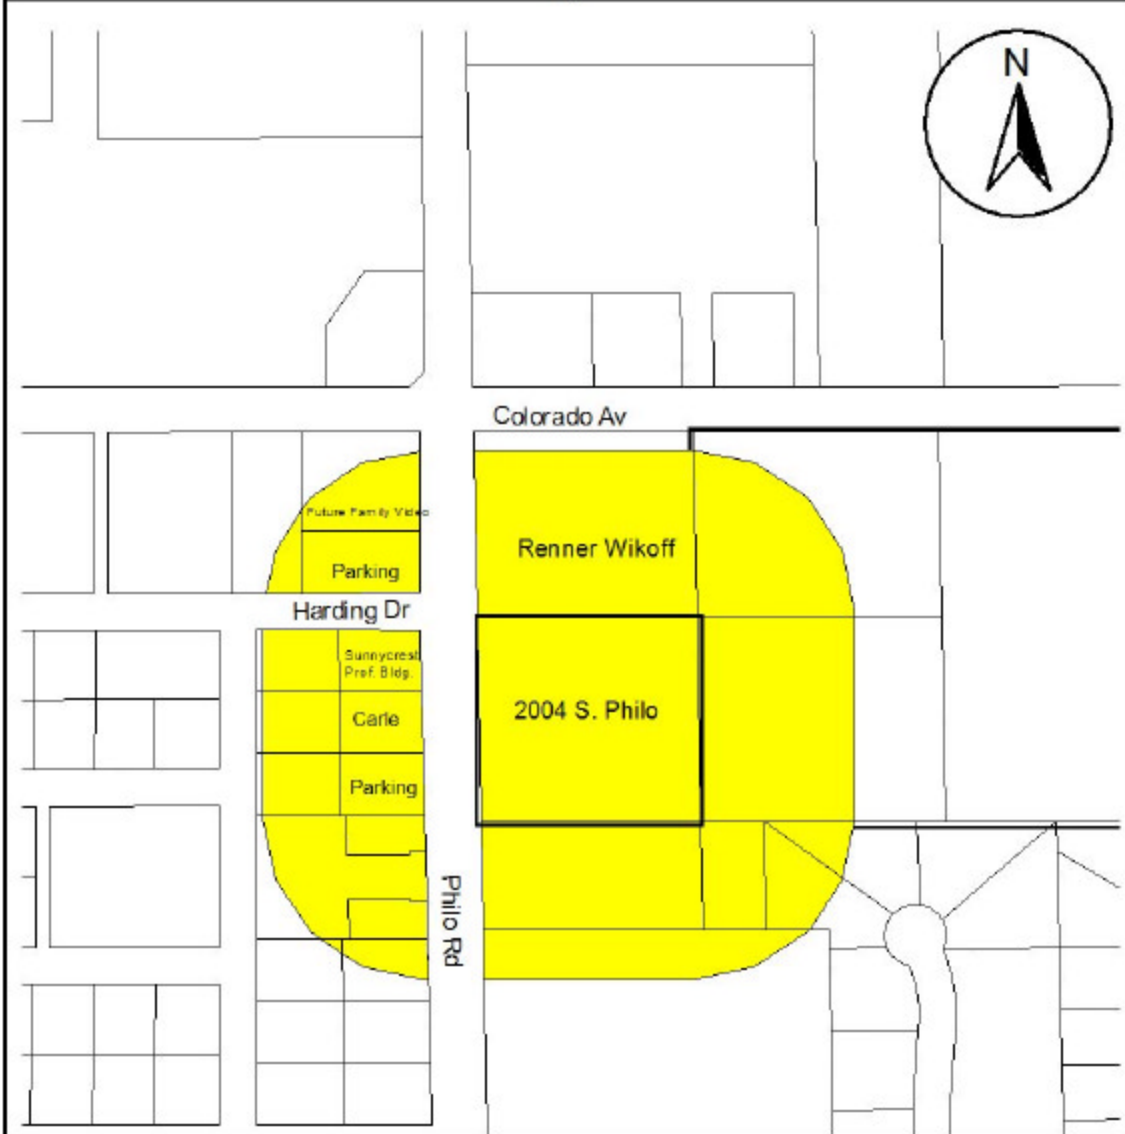 N
Colorado Av
Future Family Video
Renner Wikoff
Parking
Harding Dr
Sunnycrest
Prof. Bldg.
2004 S. Philo
Carle
Parking
Philo Rd